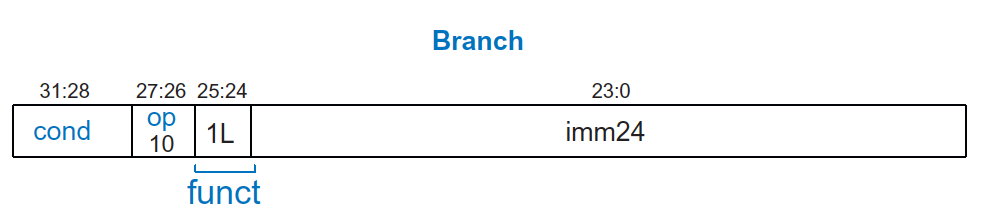 Branch
31:28 27:26 25:24 23:0
cond op 10 1L imm24
funct